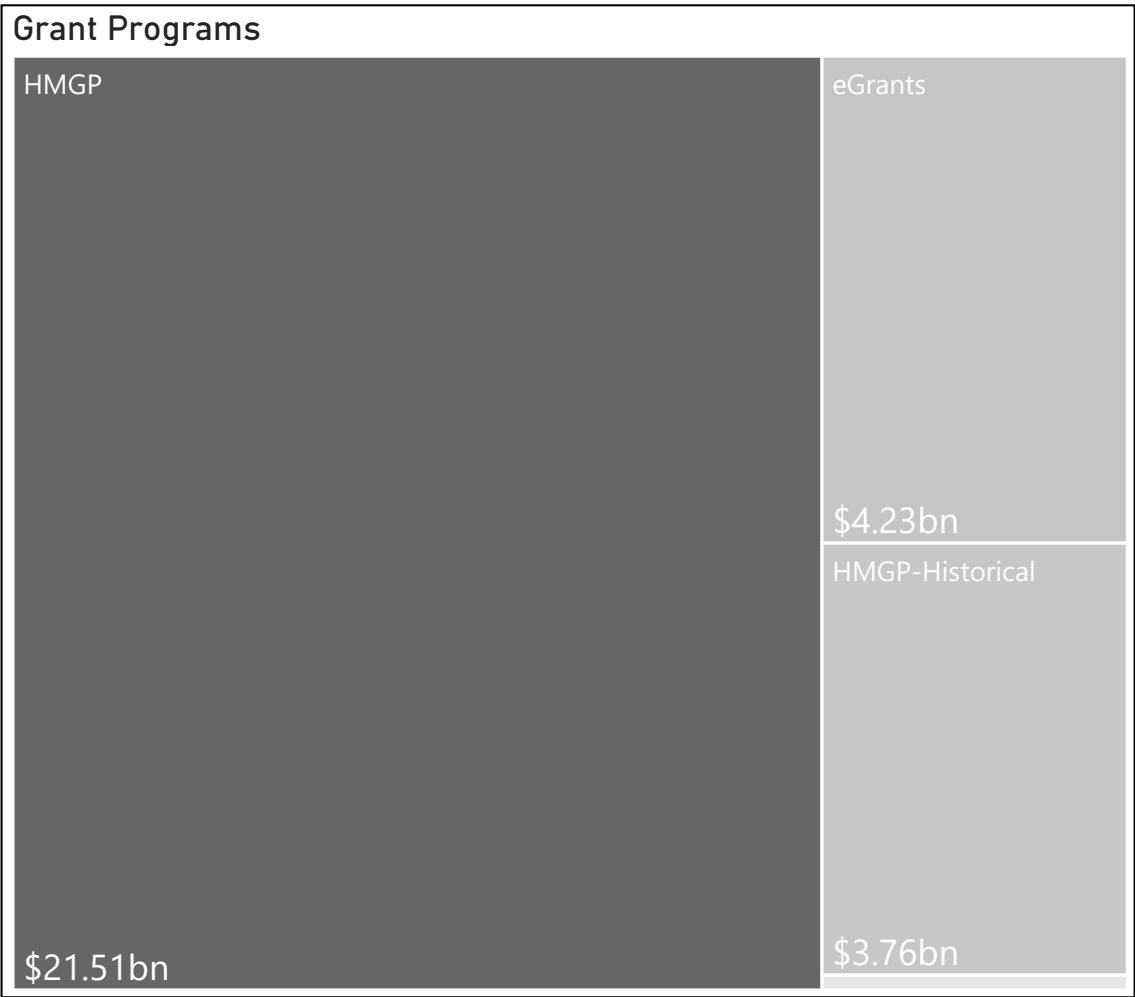 Grant Programs
HMGP
$21.51bn
eGrants
$4.23bn
HMGP-Historical
$3.76bn